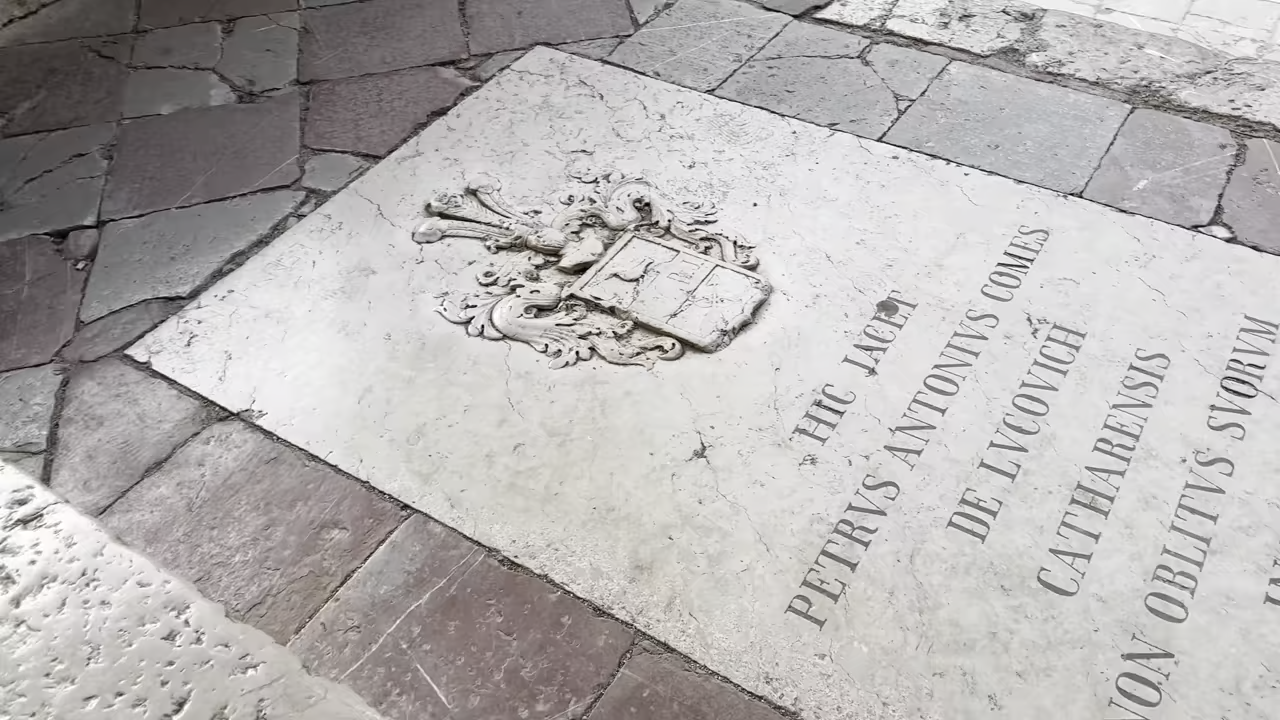 HIC JACET
PETRVS ANTONIVS COMES
DE LVCOVICH
CATHARENSIS
NON OBLITVS SVORVM